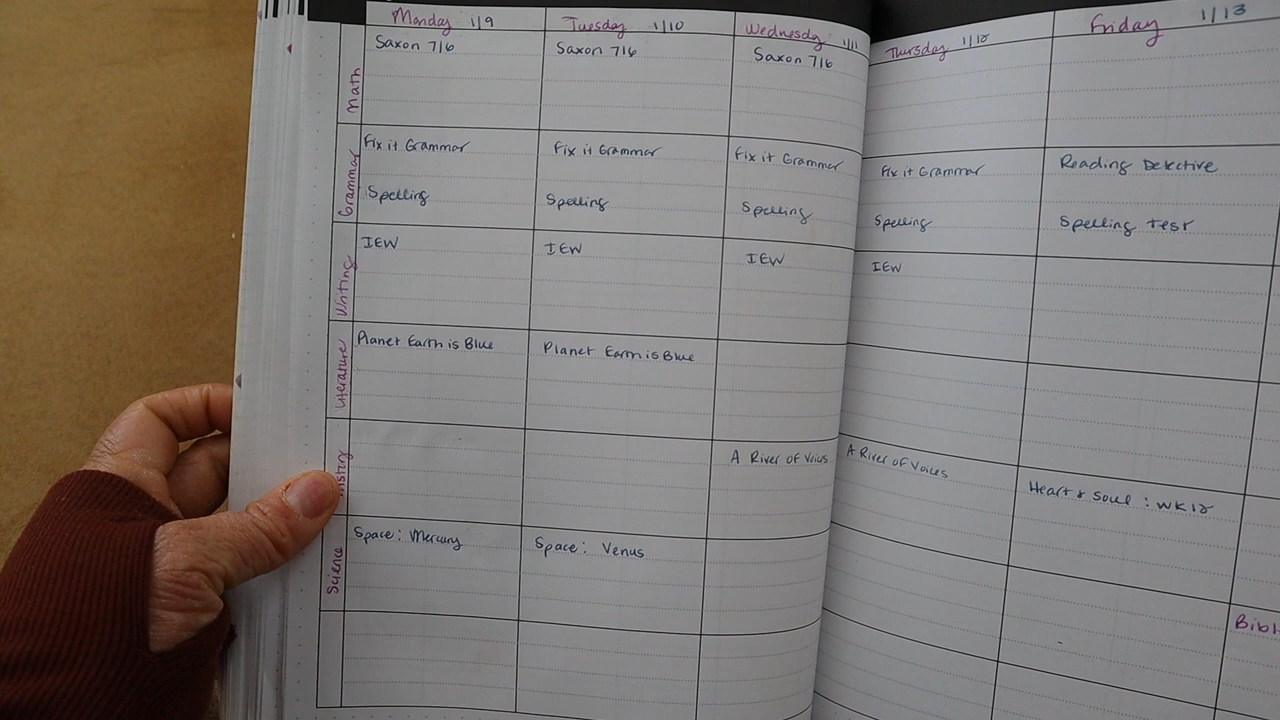 Monday 1/9
Tuesday 1/10
Wednesday 1/11
Thursday 1/12
Friday 1/13
Math
Saxon 7/6
Saxon 7/6
Saxon 7/6
Grammar
Fix it Grammar
Fix it Grammar
Fix it Grammar
Fix it Grammar
Reading Detective
Spelling
Spelling
Spelling
Spelling
Spelling Test
Writing
IEW
IEW
IEW
IEW
Literature
Planet Earth is Blue
Planet Earth is Blue
History
A River of Voices
A River of Voices
Heart & Soul : WK12
Science
Space: Mercury
Space: Venus